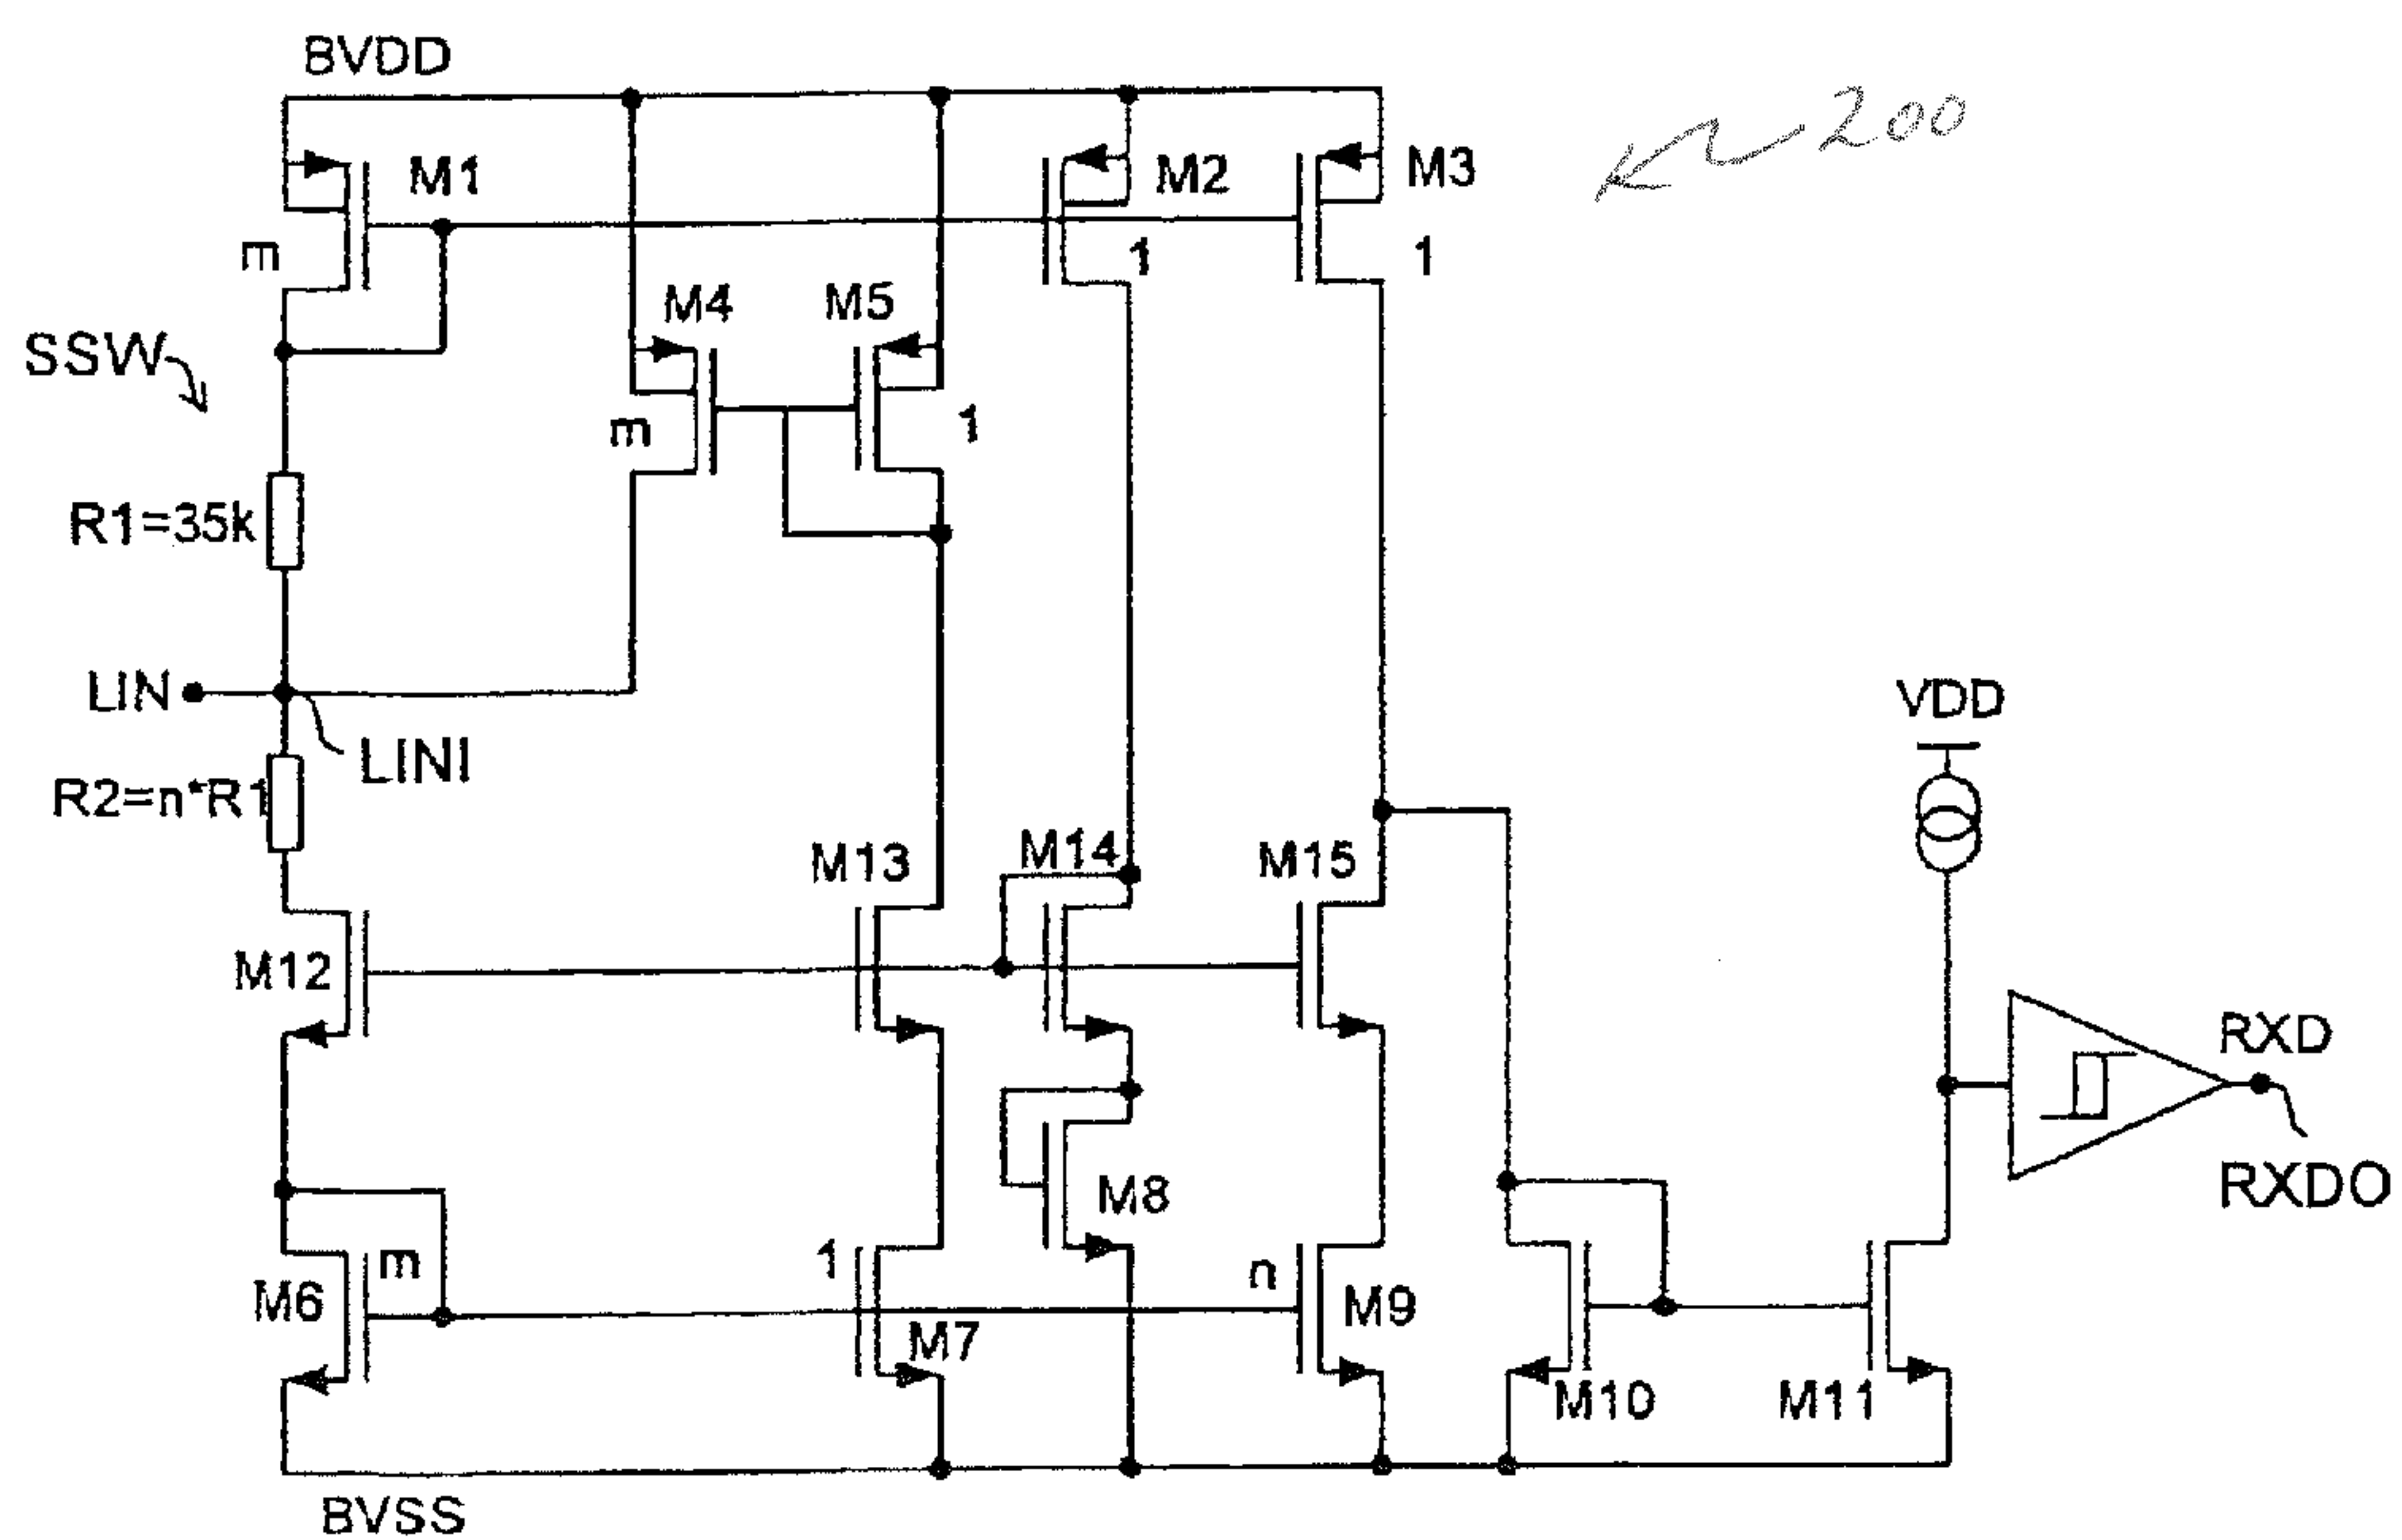 BVDD
200
M1
M2
M3
m
1
1
M4
M5
SSW
m
1
R1=35k
LIN
LINI
VDD
R2=n*R1
M13
M14
M15
M12
RXD
RXDO
M8
m
1
n
M6
M7
M9
M10
M11
BVSS